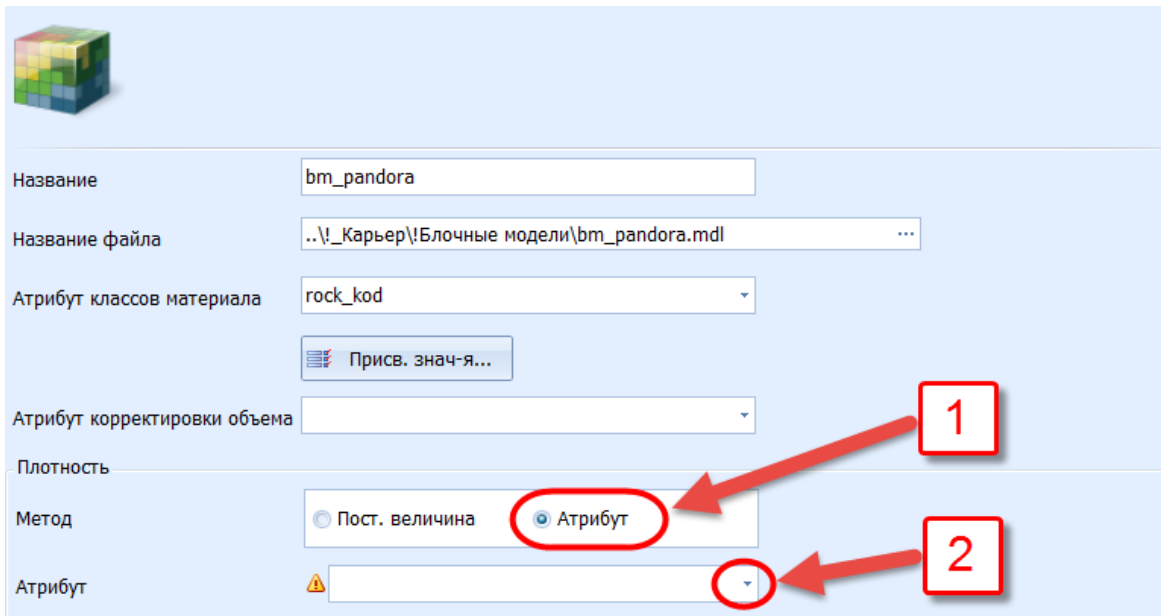 Название
bm_pandora
Название файла
..\!_Карьер\!Блочные модели\bm_pandora.mdl
...
Атрибут классов материала
rock_kod
Присв. знач-я...
Атрибут корректировки объема
1
Плотность
Метод
Пост. величина
Атрибут
2
Атрибут